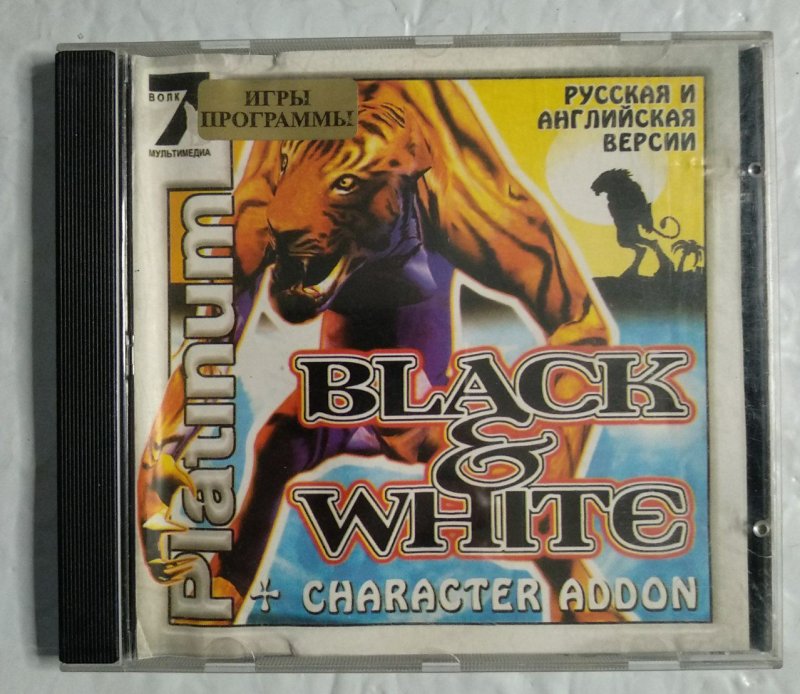 7
ВОЛК
МУЛЬТИМЕДИА
ИГРЫ
ПРОГРАММЫ
РУССКАЯ И
АНГЛИЙСКАЯ
ВЕРСИИ
Platinum
BLACK
&
WHITE
+ CHARACTER ADDON